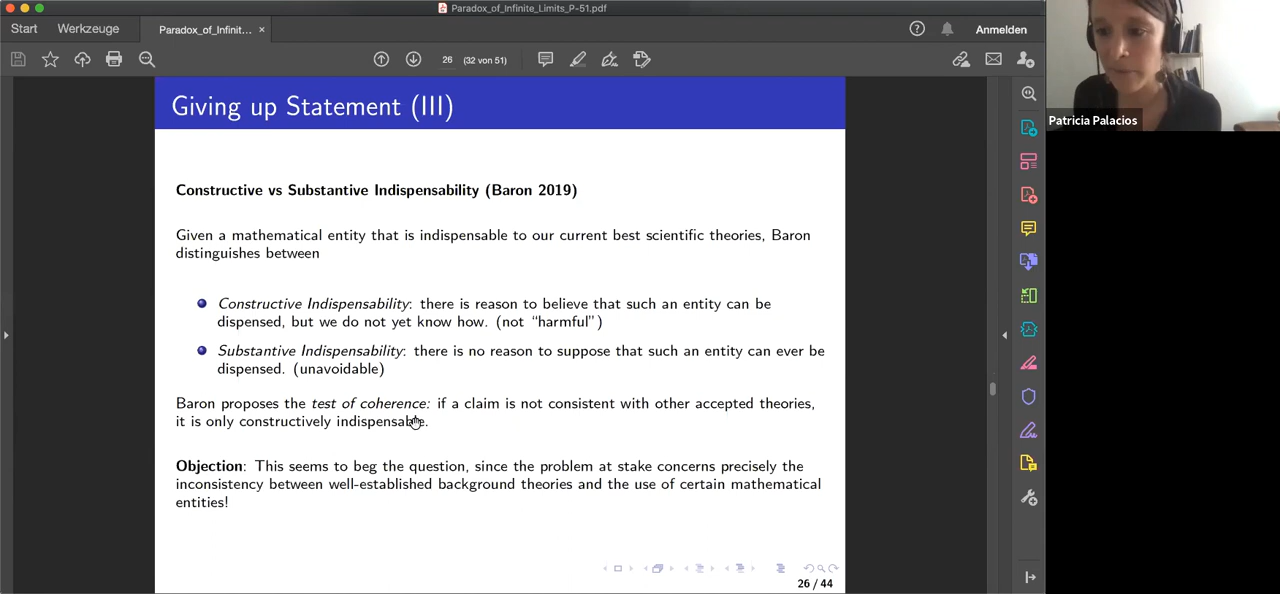 Paradox_of_Infinite_Limits_P-51.pdf
Start Werkzeuge Paradox_of_Infinit... × Anmelden
26 (32 von 51)
Giving up Statement (III)
Patricia Palacios
Constructive vs Substantive Indispensability (Baron 2019)
Given a mathematical entity that is indispensable to our current best scientific theories, Baron
distinguishes between
Constructive Indispensability: there is reason to believe that such an entity can be
dispensed, but we do not yet know how. (not “harmful”)
Substantive Indispensability: there is no reason to suppose that such an entity can ever be
dispensed. (unavoidable)
Baron proposes the test of coherence: if a claim is not consistent with other accepted theories,
it is only constructively indispensable.
Objection: This seems to beg the question, since the problem at stake concerns precisely the
inconsistency between well-established background theories and the use of certain mathematical
entities!
26 / 44